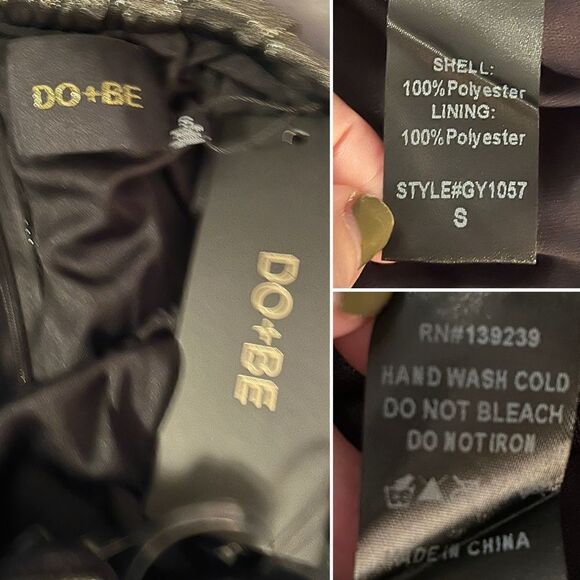 DO+BE
DO+BE
SHELL:
100%Polyester
LINING:
100%Polyester
STYLE#GY1057
S
RN#139239
HAND WASH COLD
DO NOT BLEACH
DO NOTIRON
MADE IN CHINA